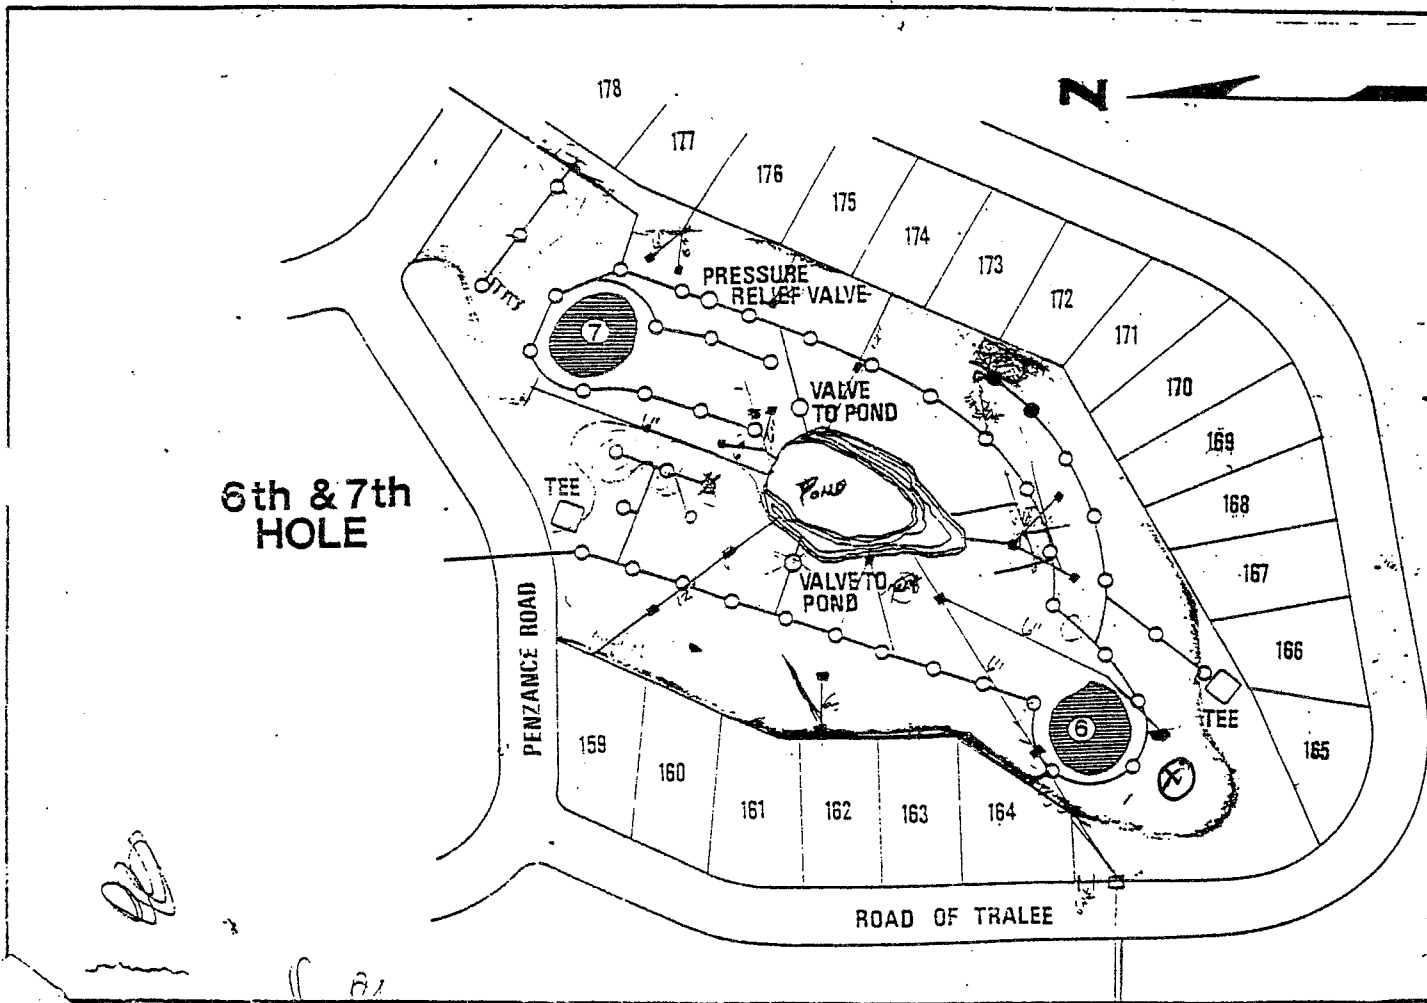 N
178
177
176
175
174
173
172
171
170
169
168
167
166
165
PRESSURE
RELIEF VALVE
7
VALVE
TO POND
POND
6th & 7th
HOLE
TEE
VALVE TO
POND
PENZANCE ROAD
6
TEE
159
160
161
162
163
164
ROAD OF TRALEE